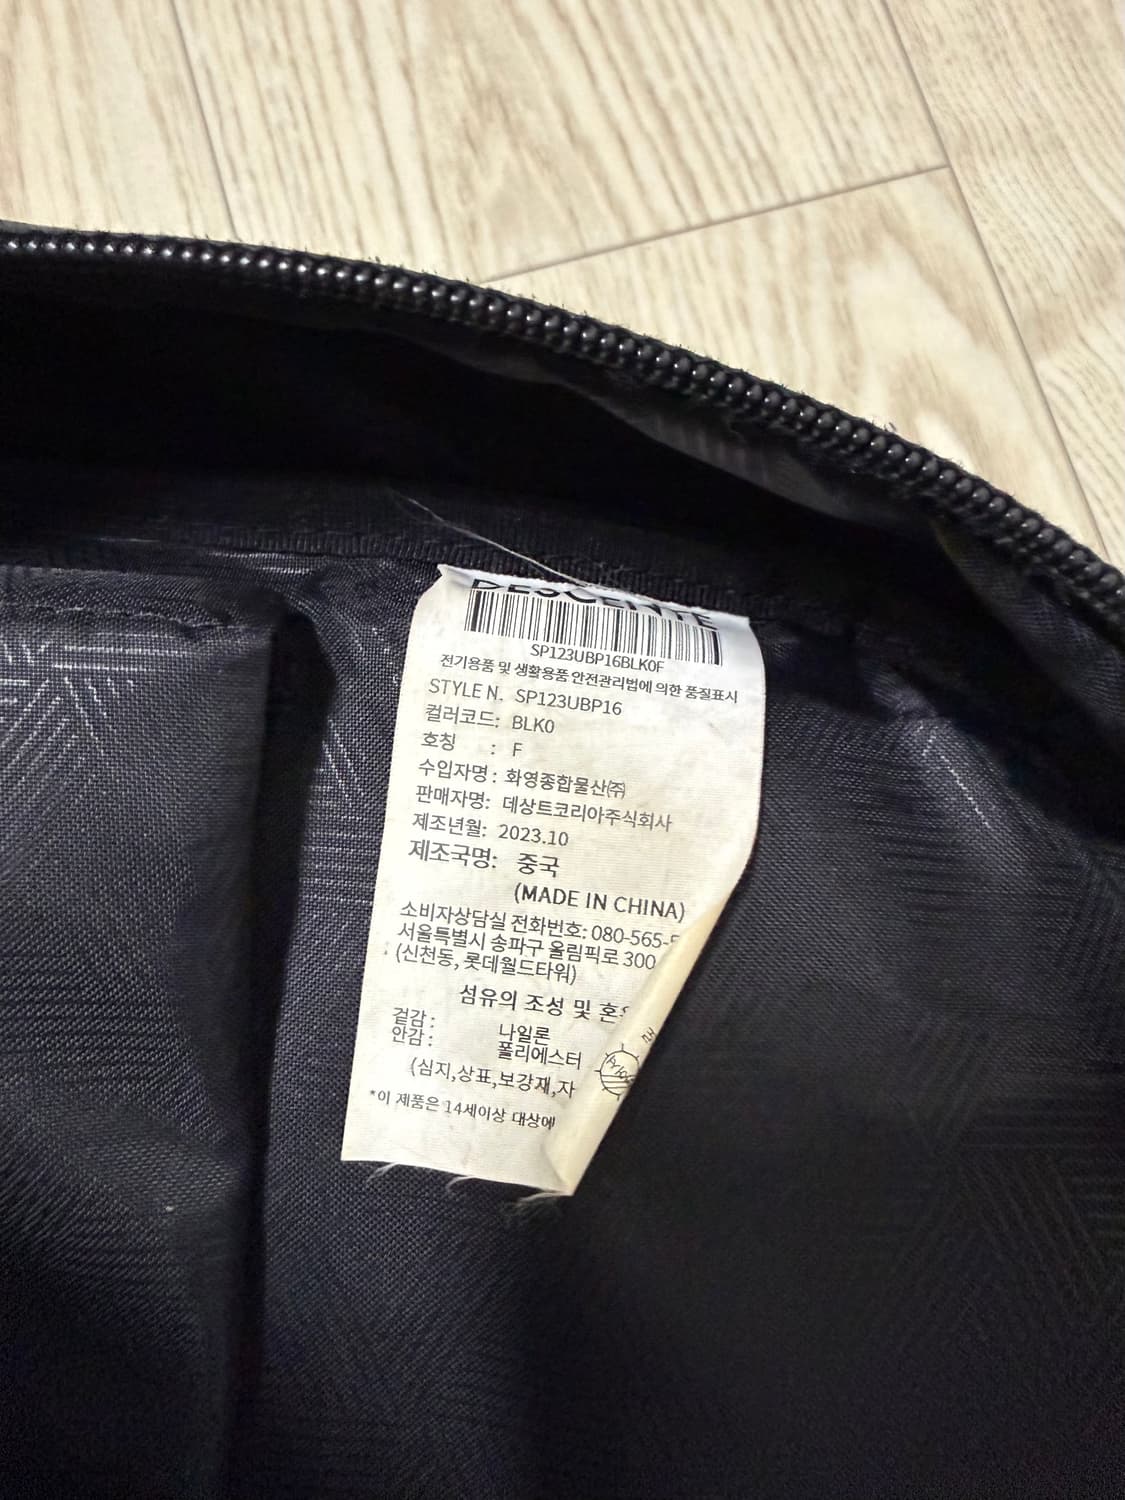 DESCENTE
SP123UBP16BLK0F
전기용품 및 생활용품 안전관리법에 의한 품질표시
STYLE N. SP123UBP16
컬러코드: BLK0
호칭 : F
수입자명: 화영종합물산㈜
판매자명: 데상트코리아주식회사
제조년월: 2023.10
제조국명: 중국
(MADE IN CHINA)
소비자상담실 전화번호: 080-565-5
서울특별시 송파구 올림픽로 300
(신천동, 롯데월드타워)
섬유의 조성 및
겉감: 나일론
안감: 폴리에스터
(심지,상표,보강재,자
*이 제품은 14세이상 대상에